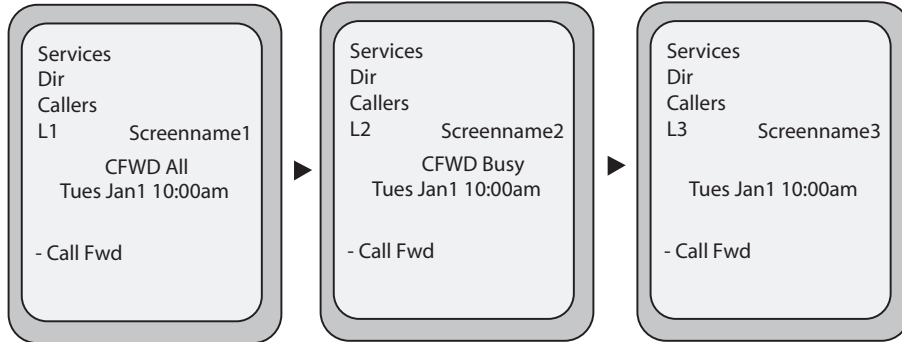 Services
Dir
Callers
L1 Screenname1
CFWD All
Tues Jan1 10:00am
- Call Fwd
Services
Dir
Callers
L2 Screenname2
CFWD Busy
Tues Jan1 10:00am
- Call Fwd
Services
Dir
Callers
L3 Screenname3
Tues Jan1 10:00am
- Call Fwd